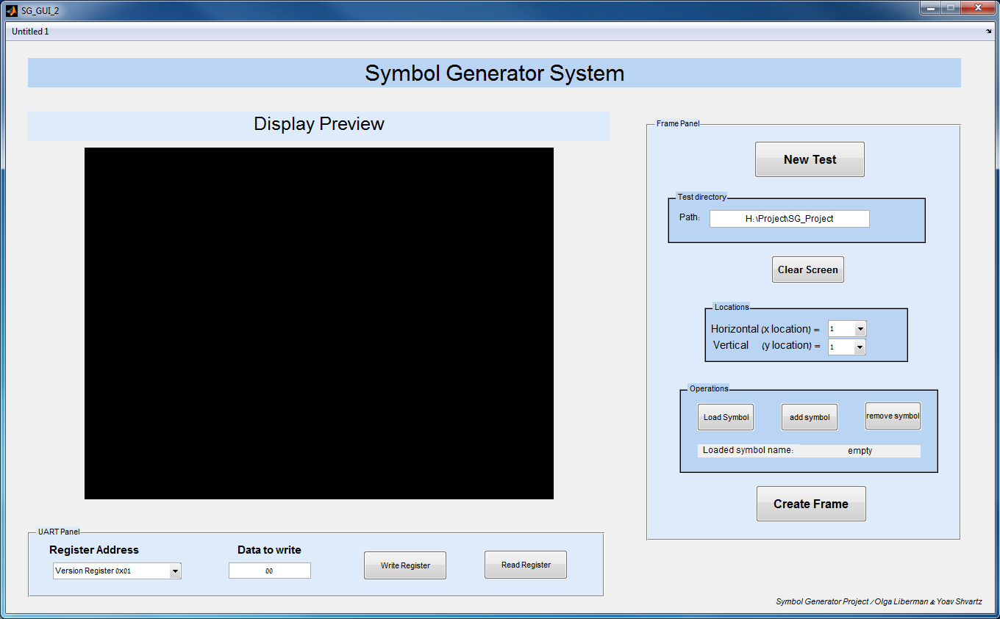 SG_GUI_2
Untitled 1
Symbol Generator System
Display Preview
Frame Panel
New Test
Test directory
Path: H:\Project\SG_Project
Clear Screen
Locations
Horizontal (x location) = 1
Vertical (y location) = 1
Operations
Load Symbol add symbol remove symbol
Loaded symbol name: empty
Create Frame
UART Panel
Register Address Data to write
Version Register 0x01 00 Write Register Read Register
Symbol Generator Project / Olga Liberman & Yoav Shvartz